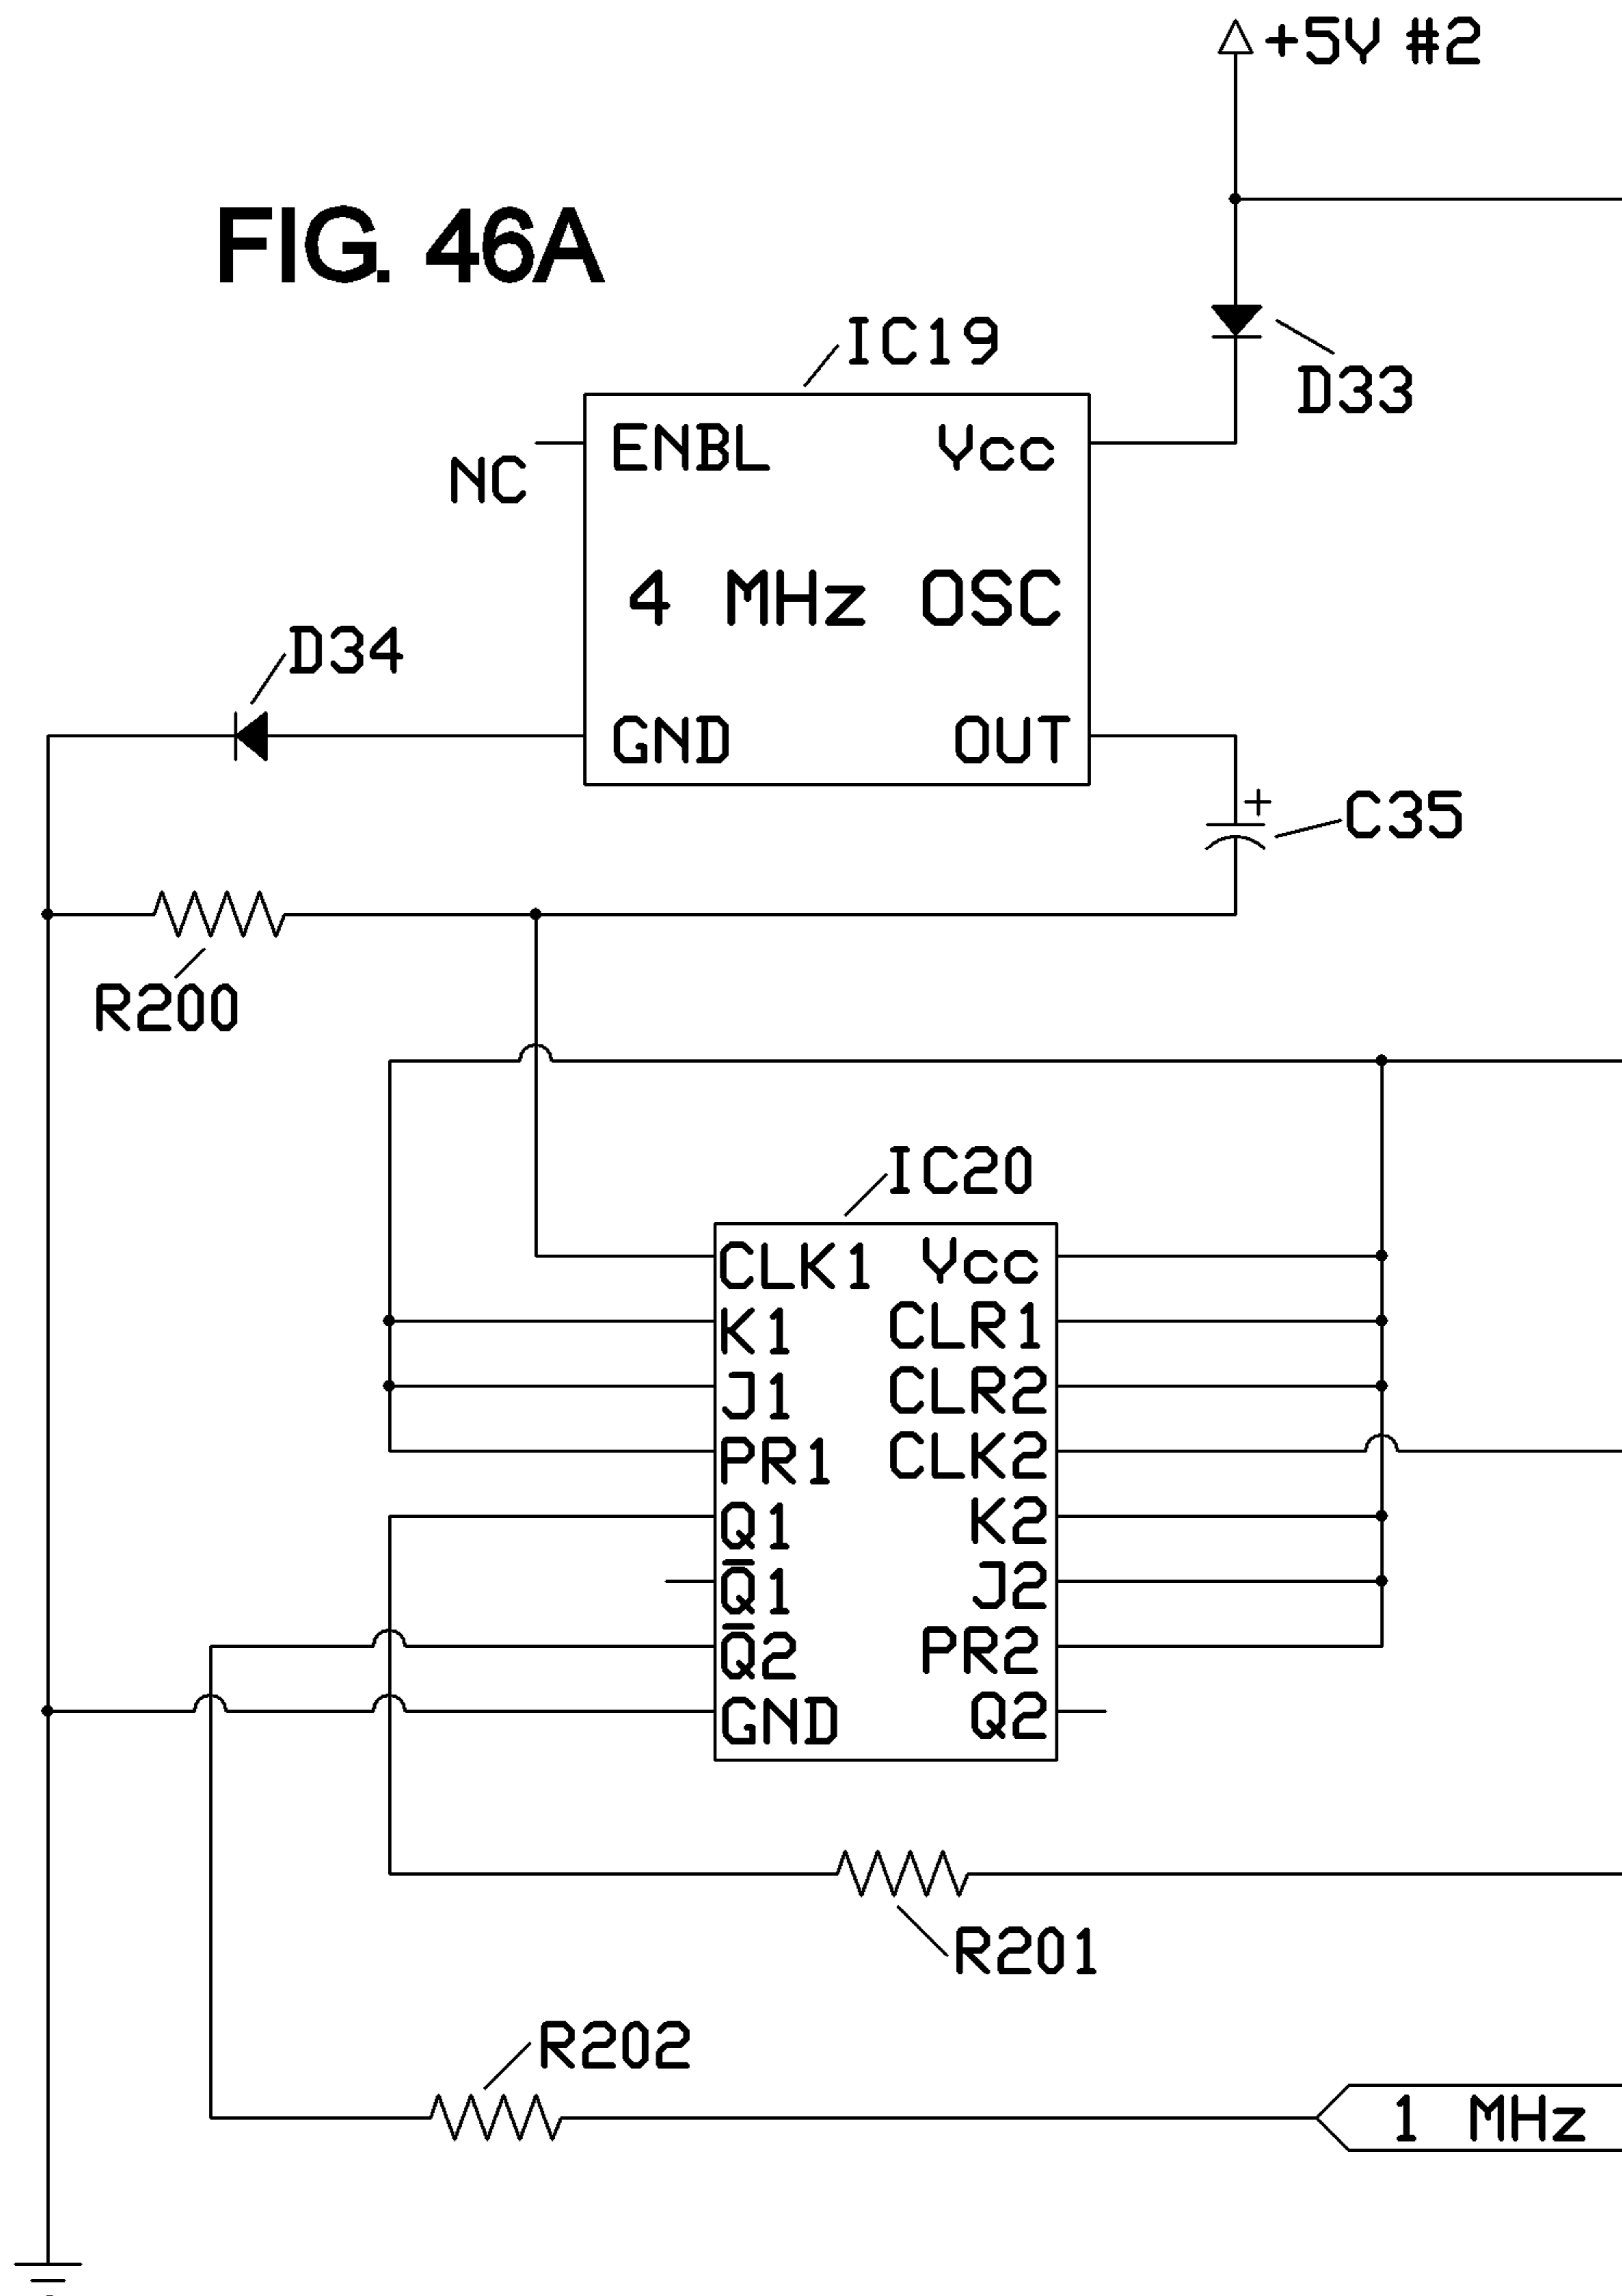 +5V #2
FIG. 46A
IC19
D33
NC
ENBL Vcc
4 MHz OSC
D34
GND OUT
+
C35
R200
IC20
CLK1 Vcc
K1 CLR1
J1 CLR2
PR1 CLK2
Q1 K2
Q̅1 J2
Q̅2 PR2
GND Q2
R201
R202
1 MHz